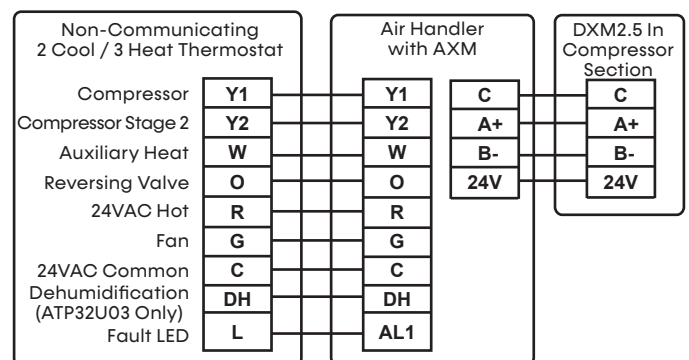 Non-Communicating
2 Cool / 3 Heat Thermostat
Air Handler
with AXM
DXM2.5 In
Compressor
Section
Compressor Y1 Y1 C C
Compressor Stage 2 Y2 Y2 A+ A+
Auxiliary Heat W W B- B-
Reversing Valve O O 24V 24V
24VAC Hot R R
Fan G G
24VAC Common C C
Dehumidification DH DH
(ATP32U03 Only)
Fault LED L AL1